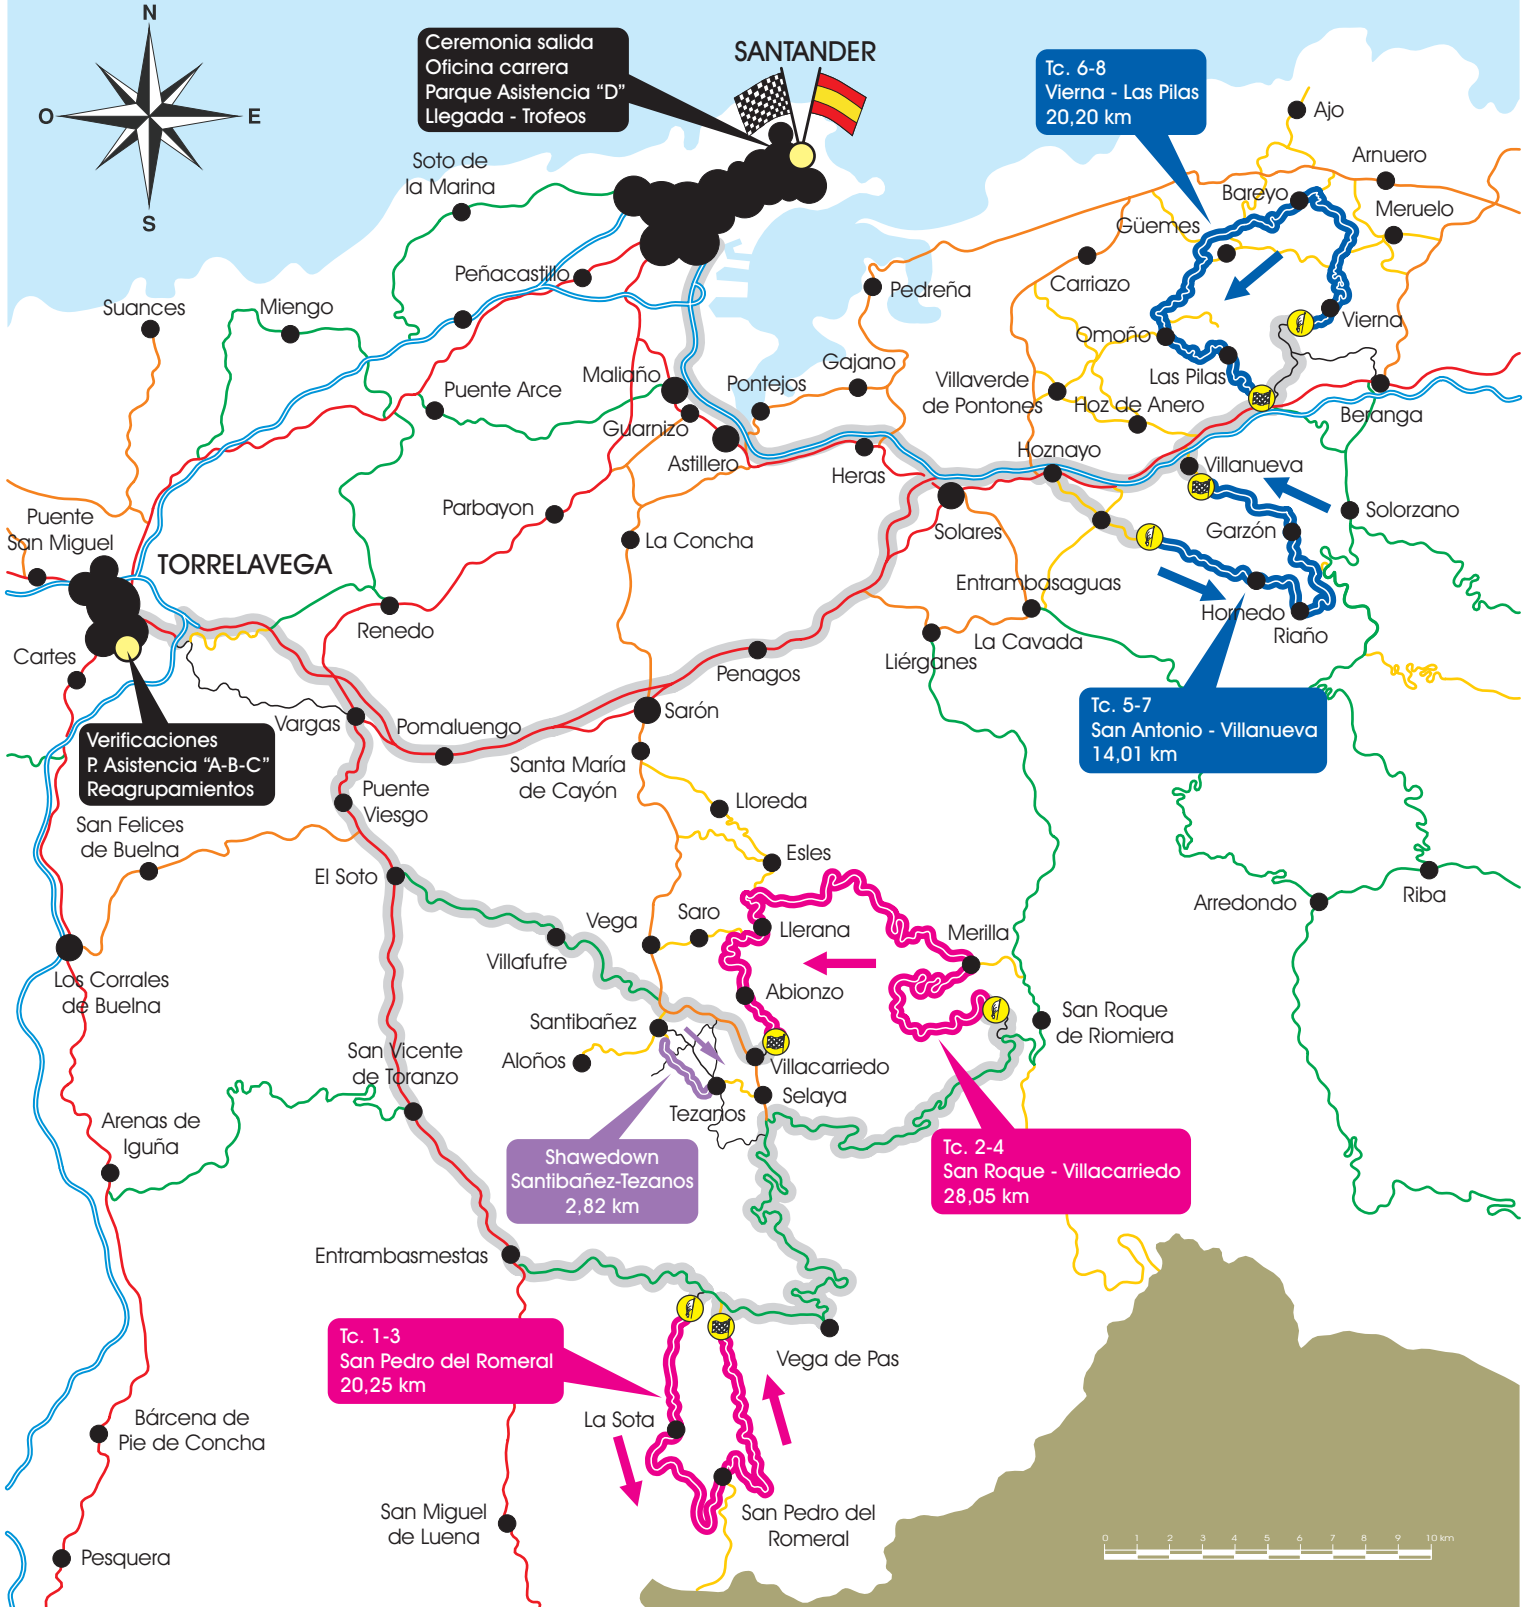 N
O
E
S
Ceremonia salida
Oficina carrera
Parque Asistencia “D”
Llegada - Trofeos
SANTANDER
Tc. 6-8
Vierna - Las Pilas
20,20 km
Ajo
Arnuero
Bareyo
Meruelo
Güemes
Soto de
la Marina
Peñacastillo
Carriazo
Pedreña
Suances
Miengo
Vierna
Omoño
Gajano
Maliaño
Pontejos
Las Pilas
Puente Arce
Villaverde
de Pontones
Hoz de Anero
Beranga
Guarnizo
Astillero
Heras
Hoznayo
Villanueva
Parbayon
Solorzano
Puente
San Miguel
La Concha
Solares
Garzón
TORRELAVEGA
Entrambasaguas
Hornedo
Renedo
Riaño
La Cavada
Cartes
Liérganes
Penagos
Tc. 5-7
San Antonio - Villanueva
14,01 km
Vargas
Pomaluengo
Sarón
Verificaciones
P. Asistencia “A-B-C”
Reagrupamientos
Santa María
de Cayón
Puente
Viesgo
Lloreda
San Felices
de Buelna
Esles
El Soto
Riba
Arredondo
Vega
Saro
Llerana
Merilla
Villafufre
Los Corrales
de Buelna
Abionzo
San Roque
de Riomiera
Santibañez
San Vicente
de Toranzo
Aloños
Villacarriedo
Selaya
Tezanos
Arenas de
Iguña
Shawedown
Santibañez-Tezanos
2,82 km
Tc. 2-4
San Roque - Villacarriedo
28,05 km
Entrambasmestas
Tc. 1-3
San Pedro del Romeral
20,25 km
Vega de Pas
La Sota
Bárcena de
Pie de Concha
San Miguel
de Luena
San Pedro del
Romeral
Pesquera
0 1 2 3 4 5 6 7 8 9 10 km